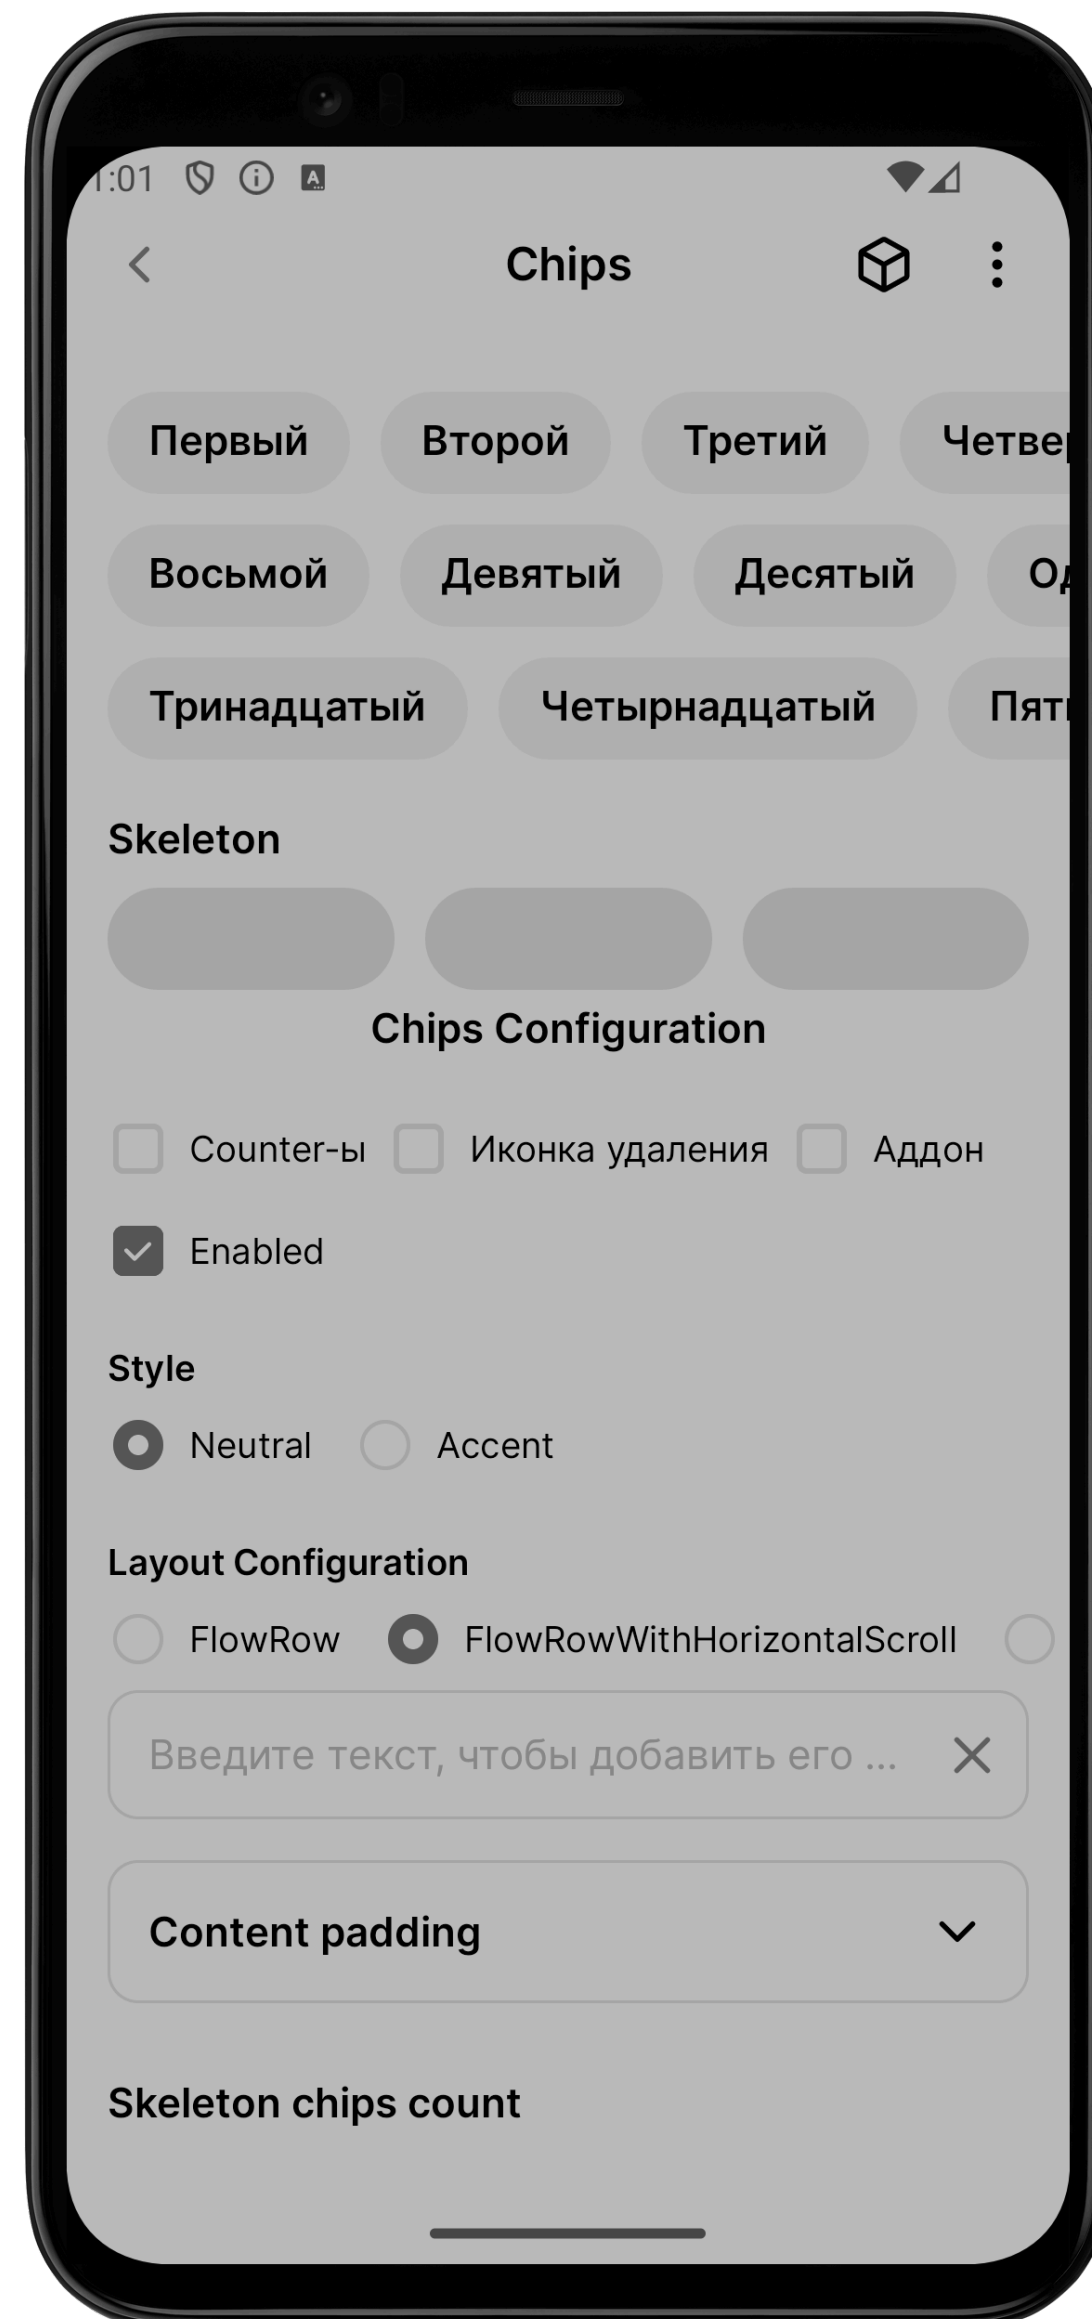 1:01
Chips
Первый Второй Третий
Восьмой Девятый Десятый
Тринадцатый Четырнадцатый
Skeleton
Chips Configuration
Counter-ы Иконка удаления Аддон
Enabled
Style
Neutral Accent
Layout Configuration
FlowRow FlowRowWithHorizontalScroll
Введите текст, чтобы добавить его ...
Content padding
Skeleton chips count